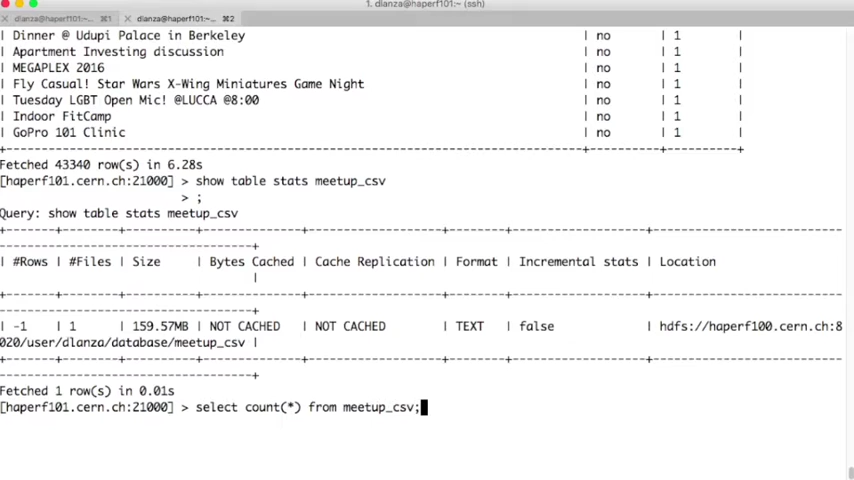 1. dlanza@haperf101:~ (ssh)
× dlanza@haperf101:~... ⌘1 × dlanza@haperf101:~... ⌘2
| Dinner @ Udupi Palace in Berkeley | no | 1 |
| Apartment Investing discussion | no | 1 |
| MEGAPLEX 2016 | no | 1 |
| Fly Casual! Star Wars X-Wing Miniatures Game Night | no | 1 |
| Tuesday LGBT Open Mic! @LUCCA @8:00 | no | 1 |
| Indoor FitCamp | no | 1 |
| GoPro 101 Clinic | no | 1 |
Fetched 43340 row(s) in 6.28s
[haperf101.cern.ch:21000] > show table stats meetup_csv
> ;
Query: show table stats meetup_csv
| #Rows | #Files | Size | Bytes Cached | Cache Replication | Format | Incremental stats | Location
|
| -1 | 1 | 159.57MB | NOT CACHED | NOT CACHED | TEXT | false | hdfs://haperf100.cern.ch:8
020/user/dlanza/database/meetup_csv |
Fetched 1 row(s) in 0.01s
[haperf101.cern.ch:21000] > select count(*) from meetup_csv;